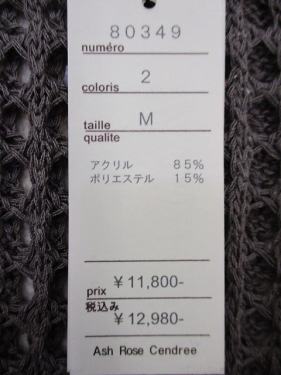 80349
numéro
2
coloris
M
taille
qualite
アクリル 85%
ポリエステル 15%
¥11,800-
prix
税込み
¥12,980-
Ash Rose Cendree